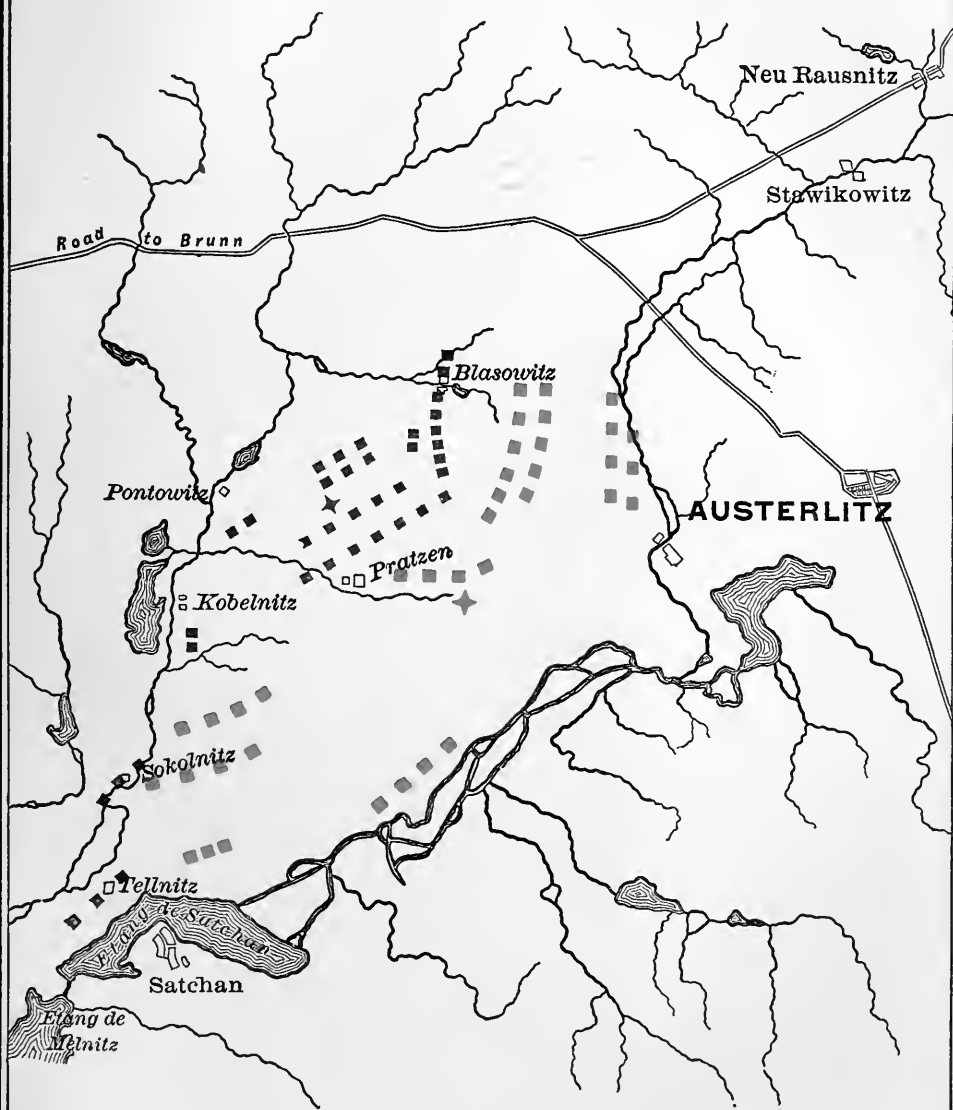 Neu Rausnitz
Stawikowitz
Road to Brunn
Blasowitz
Pontowitz
AUSTERLITZ
Pratzen
Kobelnitz
Sokolnitz
Tellnitz
Etang de Satchan
Satchan
Etang de
Melnitz